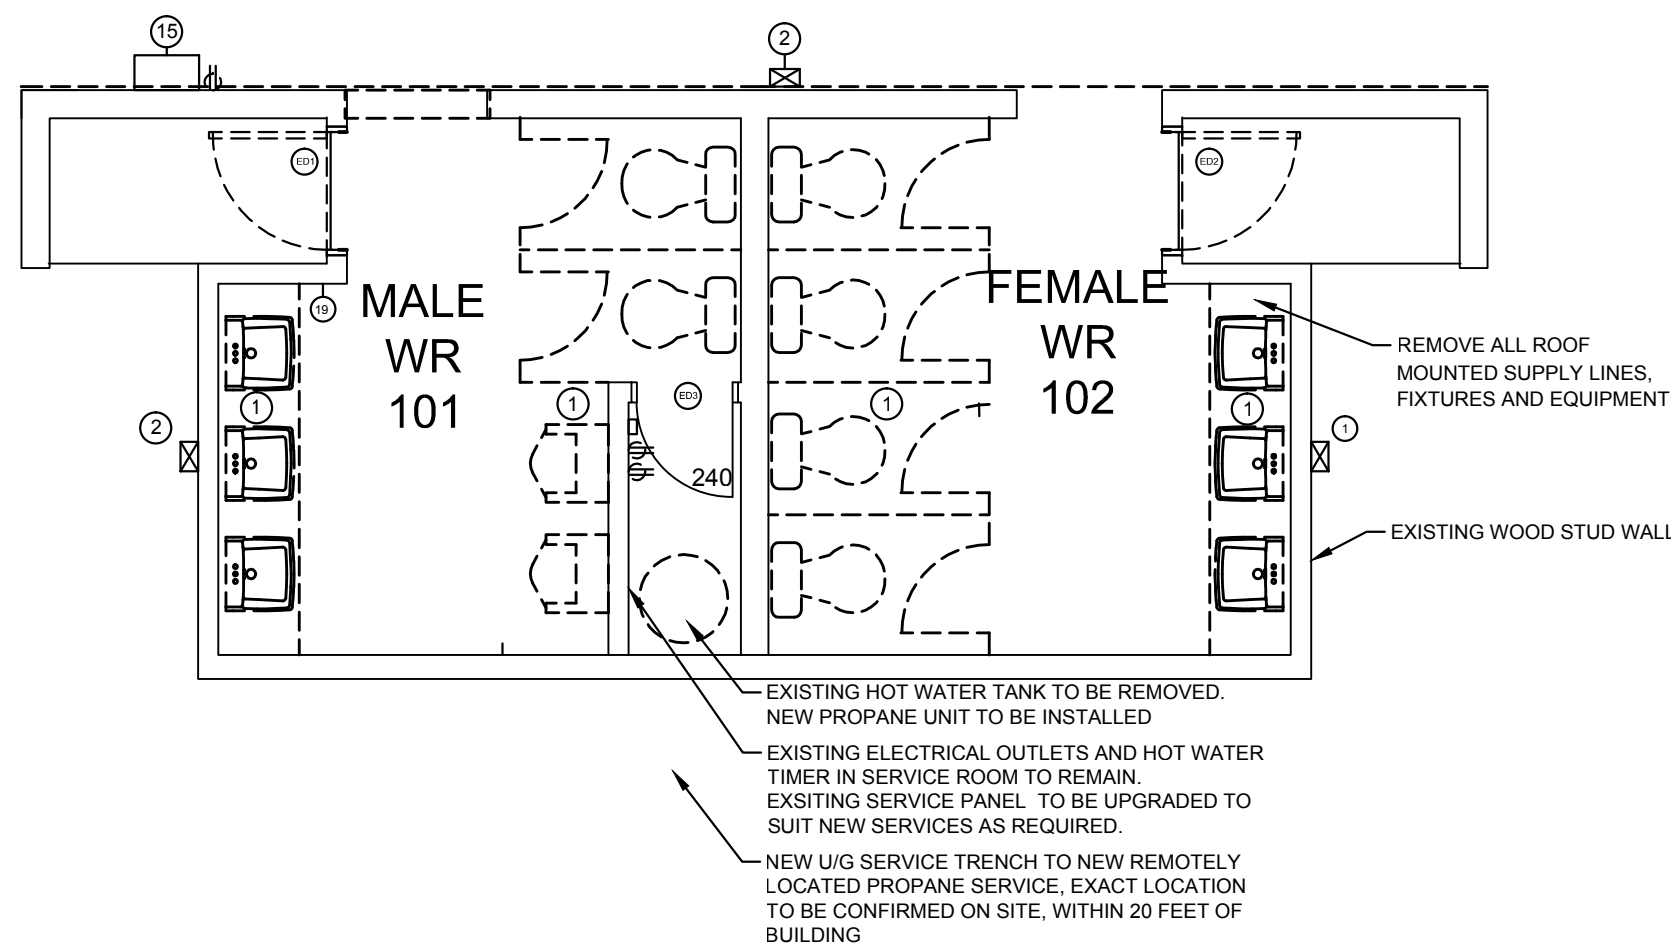 15
2
ED1
ED2
19
MALE
WR
101
FEMALE
WR
102
REMOVE ALL ROOF
MOUNTED SUPPLY LINES,
FIXTURES AND EQUIPMENT
ED3
1
1
1
1
2
1
240
EXISTING WOOD STUD WALL
EXISTING HOT WATER TANK TO BE REMOVED.
NEW PROPANE UNIT TO BE INSTALLED
EXISTING ELECTRICAL OUTLETS AND HOT WATER
TIMER IN SERVICE ROOM TO REMAIN.
EXSITING SERVICE PANEL TO BE UPGRADED TO
SUIT NEW SERVICES AS REQUIRED.
NEW U/G SERVICE TRENCH TO NEW REMOTELY
LOCATED PROPANE SERVICE, EXACT LOCATION
TO BE CONFIRMED ON SITE, WITHIN 20 FEET OF
BUILDING